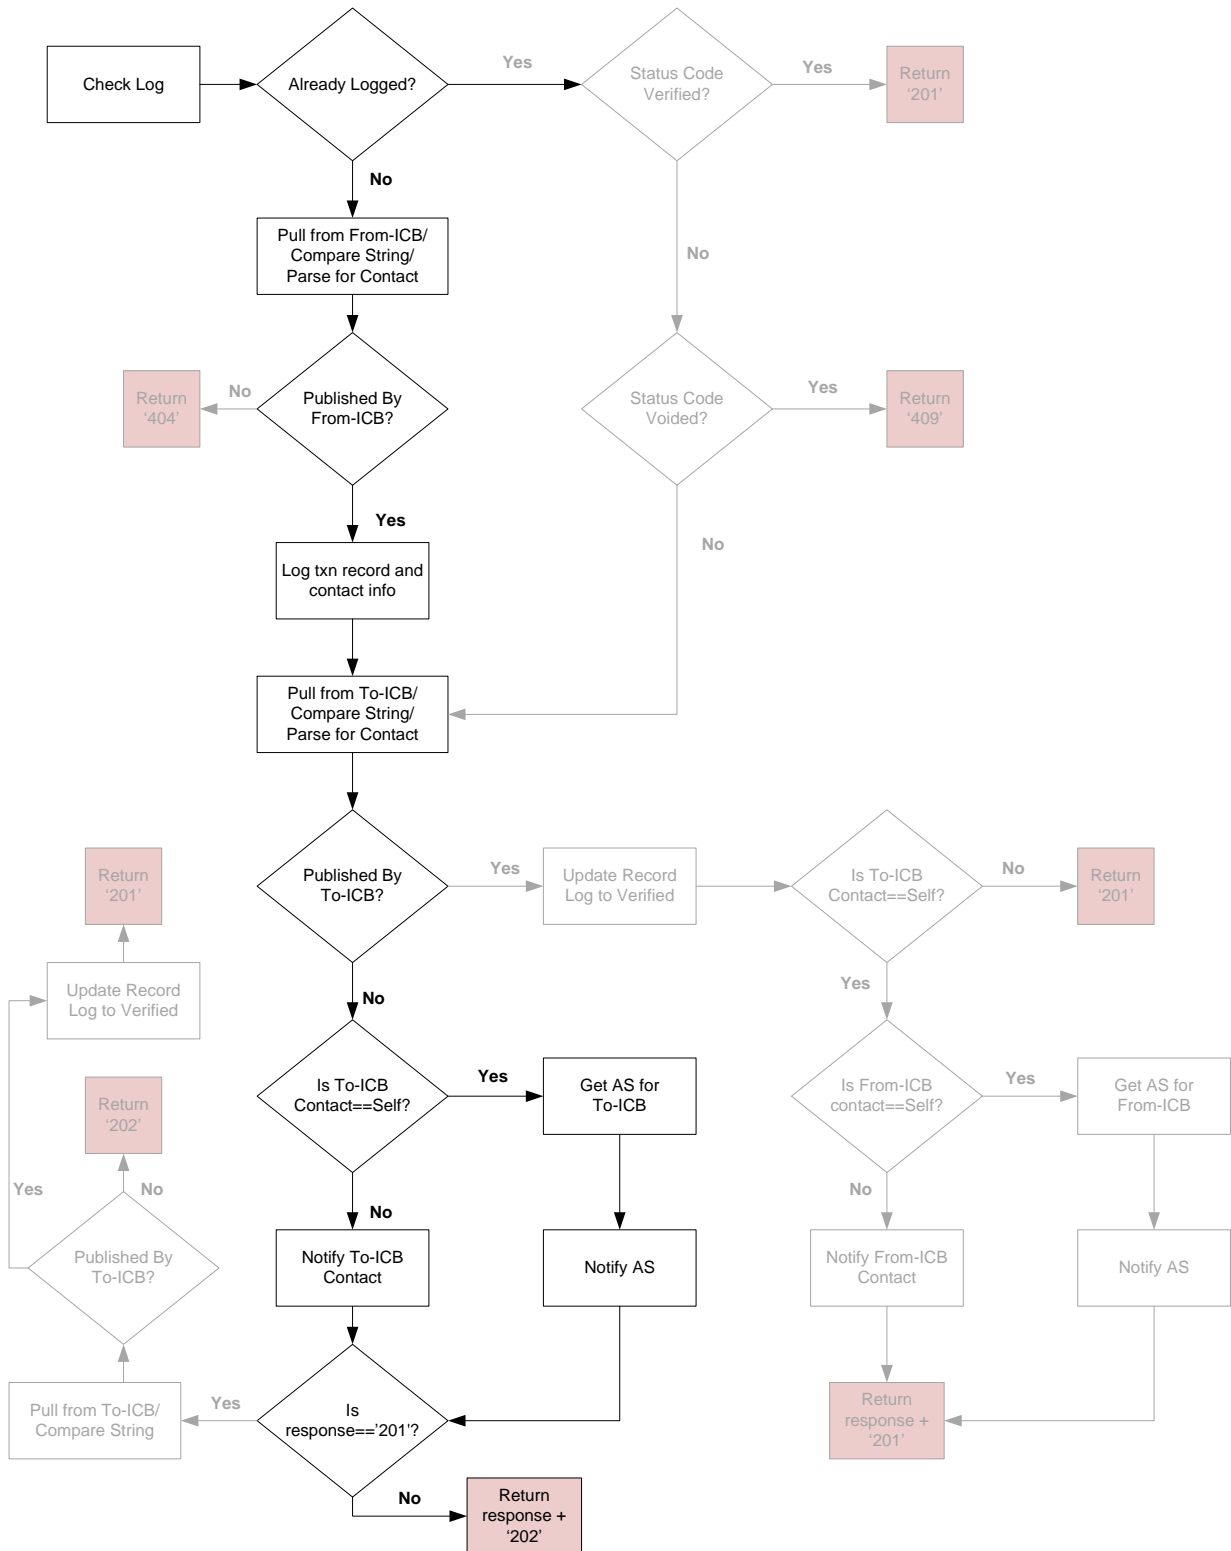 Check Log
Already Logged?
Yes
Status Code
Verified?
Yes
Return
‘201’
No
Pull from From-ICB/
Compare String/
Parse for Contact
No
Published By
From-ICB?
No
Return
‘404’
Status Code
Voided?
Yes
Return
‘409’
Yes
No
Log txn record and
contact info
Pull from To-ICB/
Compare String/
Parse for Contact
Published By
To-ICB?
Yes
Update Record
Log to Verified
Is To-ICB
Contact==Self?
No
Return
‘201’
Return
‘201’
Update Record
Log to Verified
No
Yes
Is To-ICB
Contact==Self?
Yes
Get AS for
To-ICB
Is From-ICB
contact==Self?
Yes
Get AS for
From-ICB
Return
‘202’
Yes
No
No
No
Published By
To-ICB?
Notify To-ICB
Contact
Notify AS
Notify From-ICB
Contact
Notify AS
Pull from To-ICB/
Compare String
Yes
Is
response==’201’?
Return
response +
‘201’
No
Return
response +
‘202’